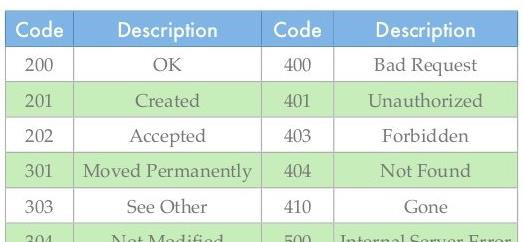 Code Description Code Description
200 OK 400 Bad Request
201 Created 401 Unauthorized
202 Accepted 403 Forbidden
301 Moved Permanently 404 Not Found
303 See Other 410 Gone
304 Not Modified 500 Internal Server Error